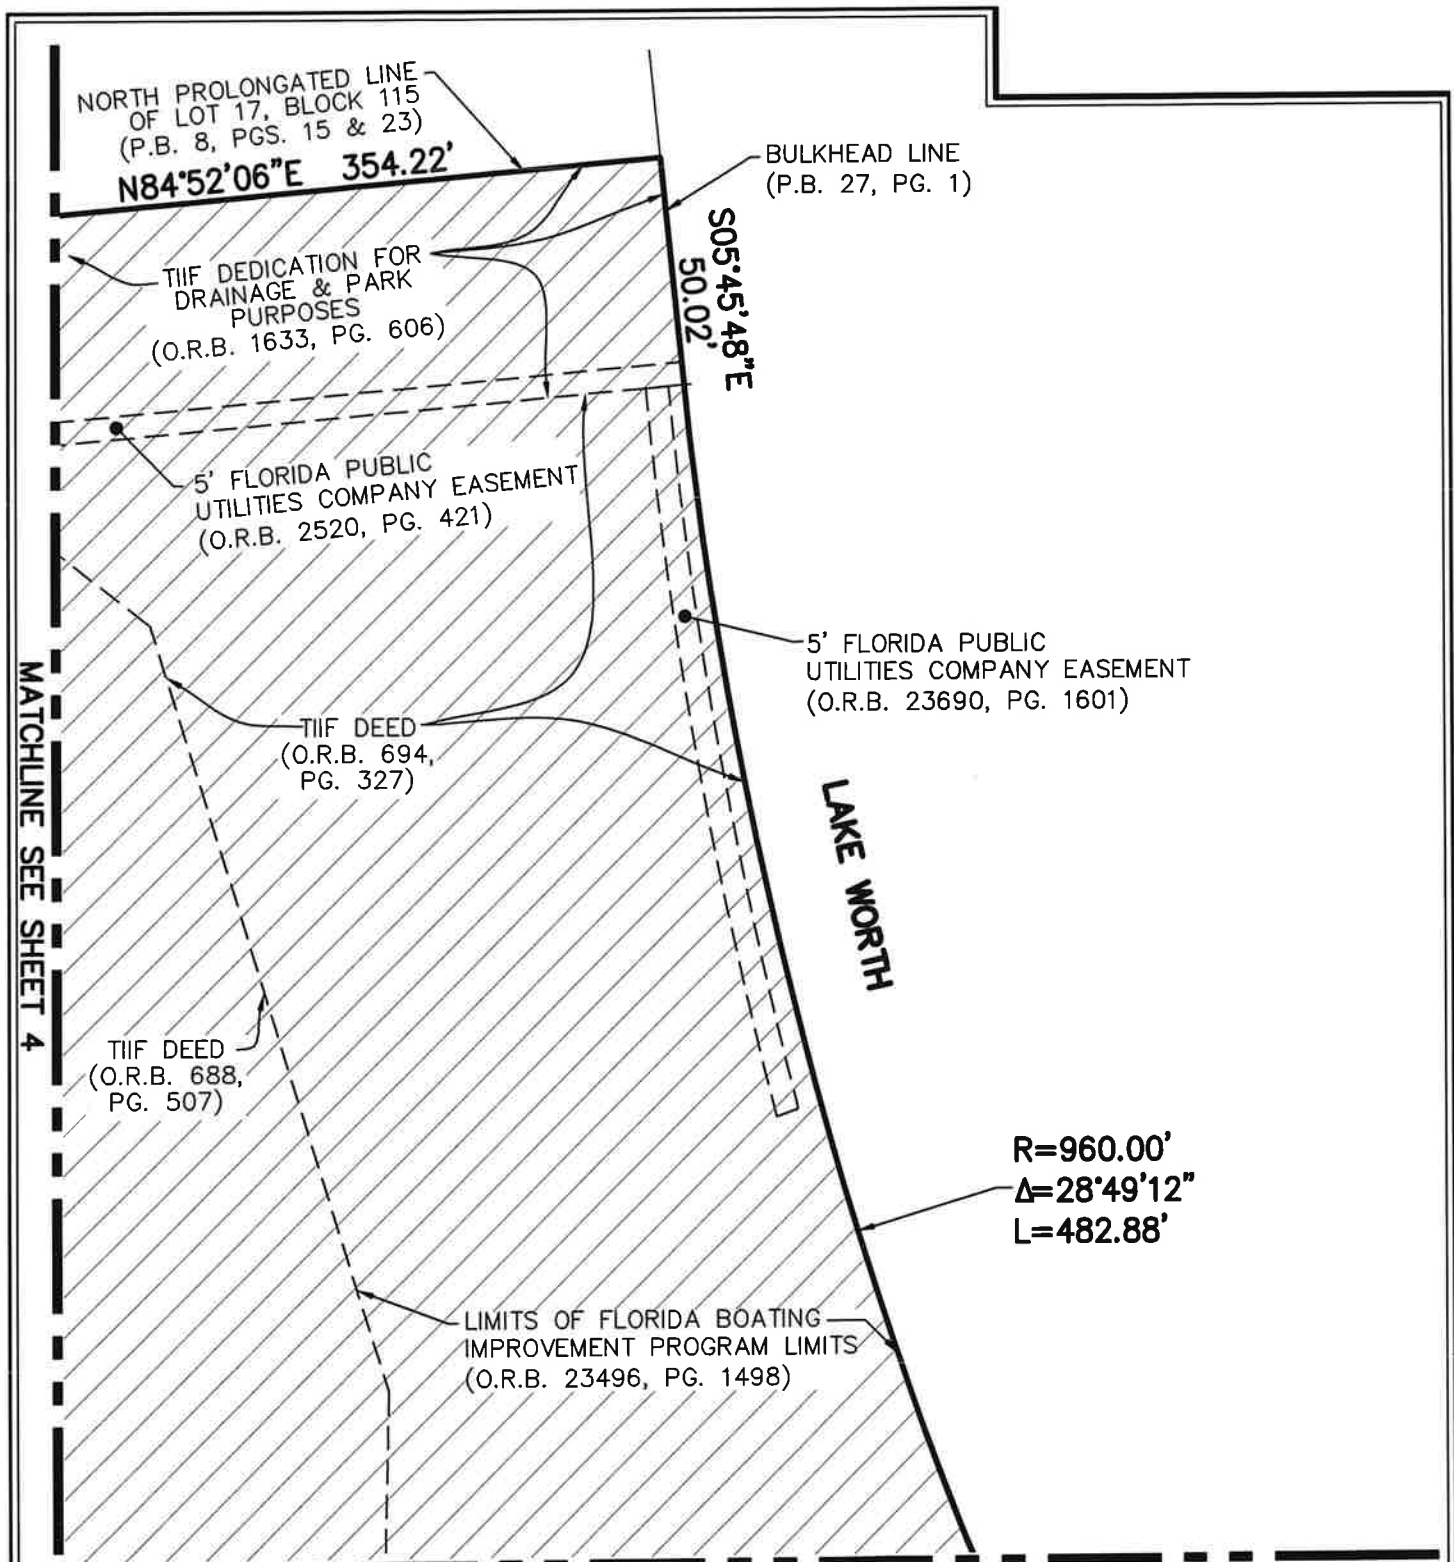 NORTH PROLONGATED LINE
OF LOT 17, BLOCK 115
(P.B. 8, PGS. 15 & 23)
N84°52'06"E 354.22'
BULKHEAD LINE
(P.B. 27, PG. 1)
S05°45'48"E
50.02'
TIIF DEDICATION FOR
DRAINAGE & PARK
PURPOSES
(O.R.B. 1633, PG. 606)
5' FLORIDA PUBLIC
UTILITIES COMPANY EASEMENT
(O.R.B. 2520, PG. 421)
5' FLORIDA PUBLIC
UTILITIES COMPANY EASEMENT
(O.R.B. 23690, PG. 1601)
MATCHLINE SEE SHEET 4
TIIF DEED
(O.R.B. 694,
PG. 327)
LAKE WORTH
TIIF DEED
(O.R.B. 688,
PG. 507)
R=960.00'
Δ=28°49'12"
L=482.88'
LIMITS OF FLORIDA BOATING
IMPROVEMENT PROGRAM LIMITS
(O.R.B. 23496, PG. 1498)